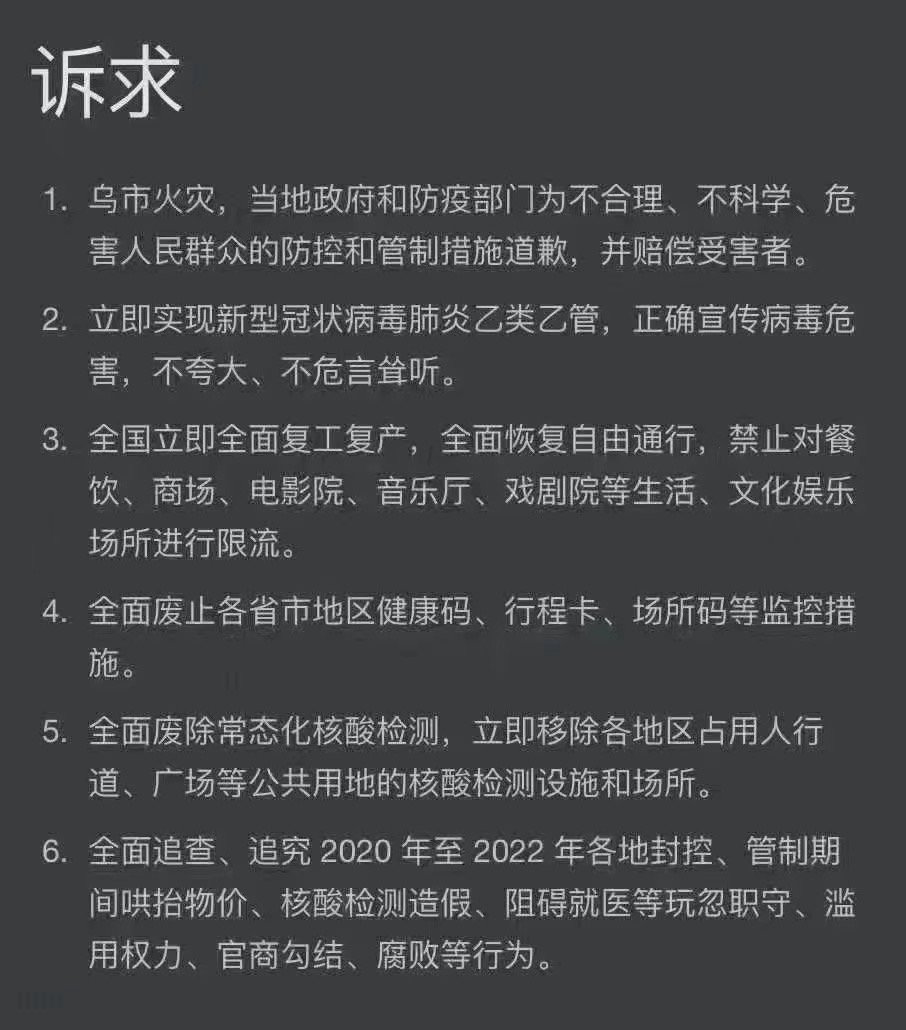 诉求
1. 乌市火灾，当地政府和防疫部门为不合理、不科学、危
害人民群众的防控和管制措施道歉，并赔偿受害者。
2. 立即实现新型冠状病毒肺炎乙类乙管，正确宣传病毒危
害，不夸大、不危言耸听。
3. 全国立即全面复工复产，全面恢复自由通行，禁止对餐
饮、商场、电影院、音乐厅、戏剧院等生活、文化娱乐
场所进行限流。
4. 全面废止各省市地区健康码、行程卡、场所码等监控措
施。
5. 全面废除常态化核酸检测，立即移除各地区占用人行
道、广场等公共用地的核酸检测设施和场所。
6. 全面追查、追究 2020 年至 2022 年各地封控、管制期
间哄抬物价、核酸检测造假、阻碍就医等玩忽职守、滥
用权力、官商勾结、腐败等行为。